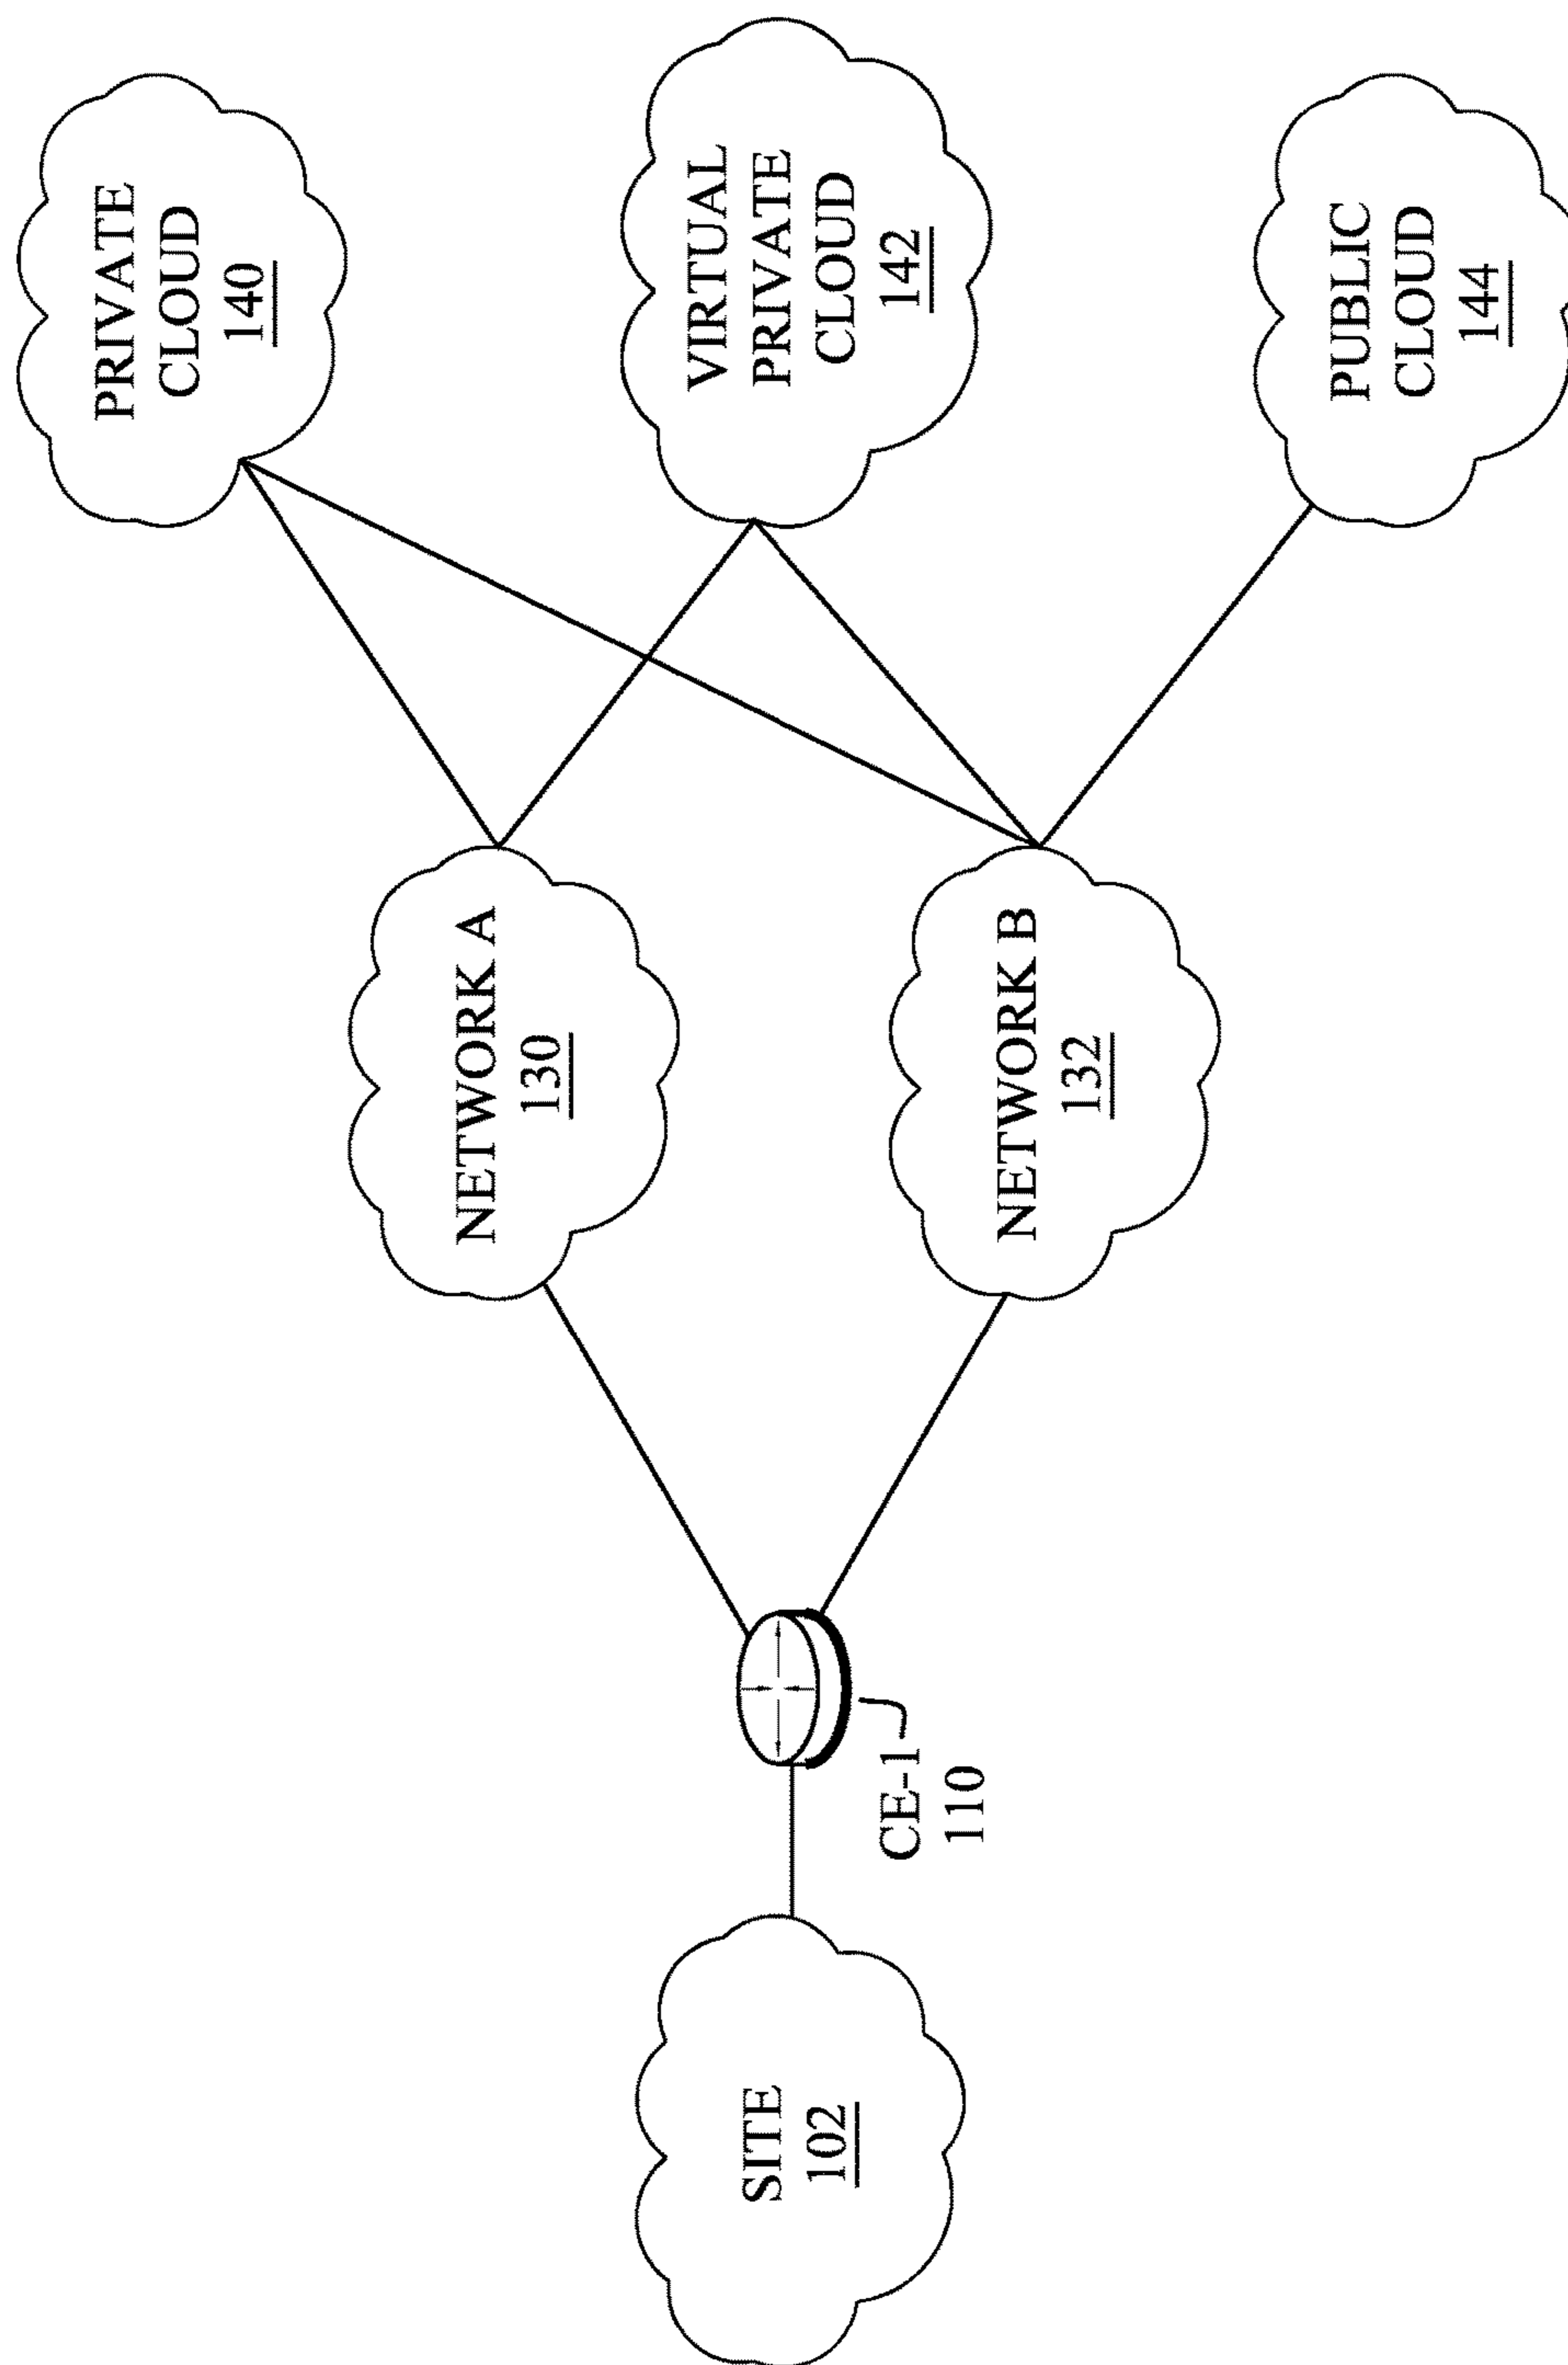 PRIVATE
CLOUD
140
VIRTUAL
PRIVATE
CLOUD
142
PUBLIC
CLOUD
144
NETWORK A
130
NETWORK B
132
CE-1
110
SITE
102